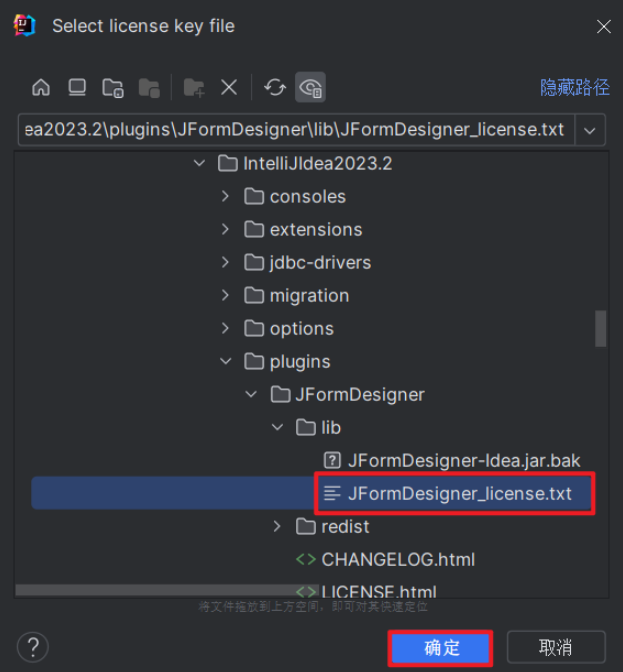 Select license key file
隐藏路径
ea2023.2\plugins\JFormDesigner\lib\JFormDesigner_license.txt
IntelliJIdea2023.2
consoles
extensions
jdbc-drivers
migration
options
plugins
JFormDesigner
lib
JFormDesigner-Idea.jar.bak
JFormDesigner_license.txt
redist
CHANGELOG.html
LICENSE.html
将文件拖放到上方空间，即可对其快速定位
?
确定
取消